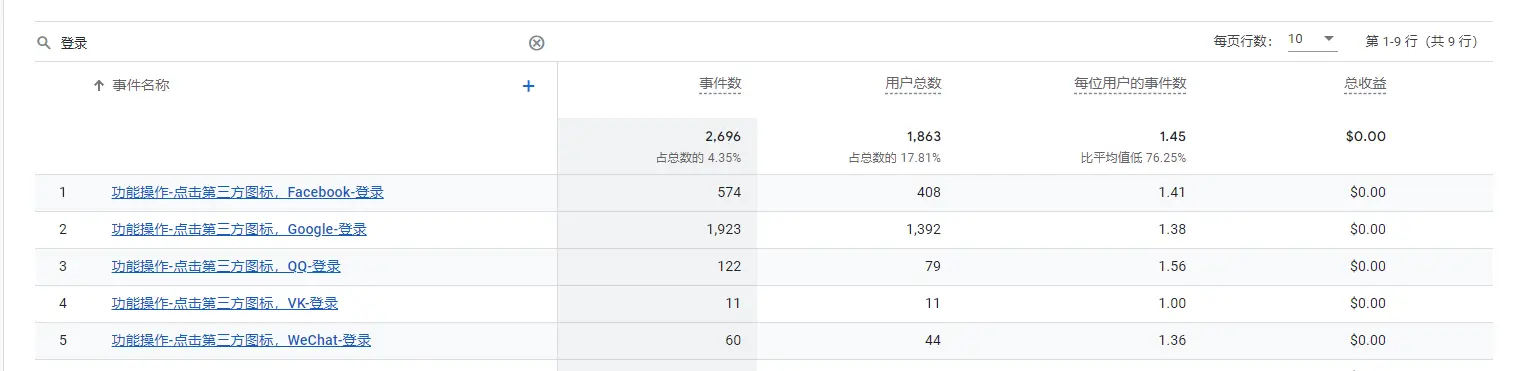 登录 每页行数： 10 第 1-9 行（共 9 行）
事件名称 + 事件数 用户总数 每位用户的事件数 总收益
2,696 1,863 1.45 $0.00
占总数的 4.35% 占总数的 17.81% 比平均值低 76.25%
1 功能操作-点击第三方图标，Facebook-登录 574 408 1.41 $0.00
2 功能操作-点击第三方图标，Google-登录 1,923 1,392 1.38 $0.00
3 功能操作-点击第三方图标，QQ-登录 122 79 1.56 $0.00
4 功能操作-点击第三方图标，VK-登录 11 11 1.00 $0.00
5 功能操作-点击第三方图标，WeChat-登录 60 44 1.36 $0.00